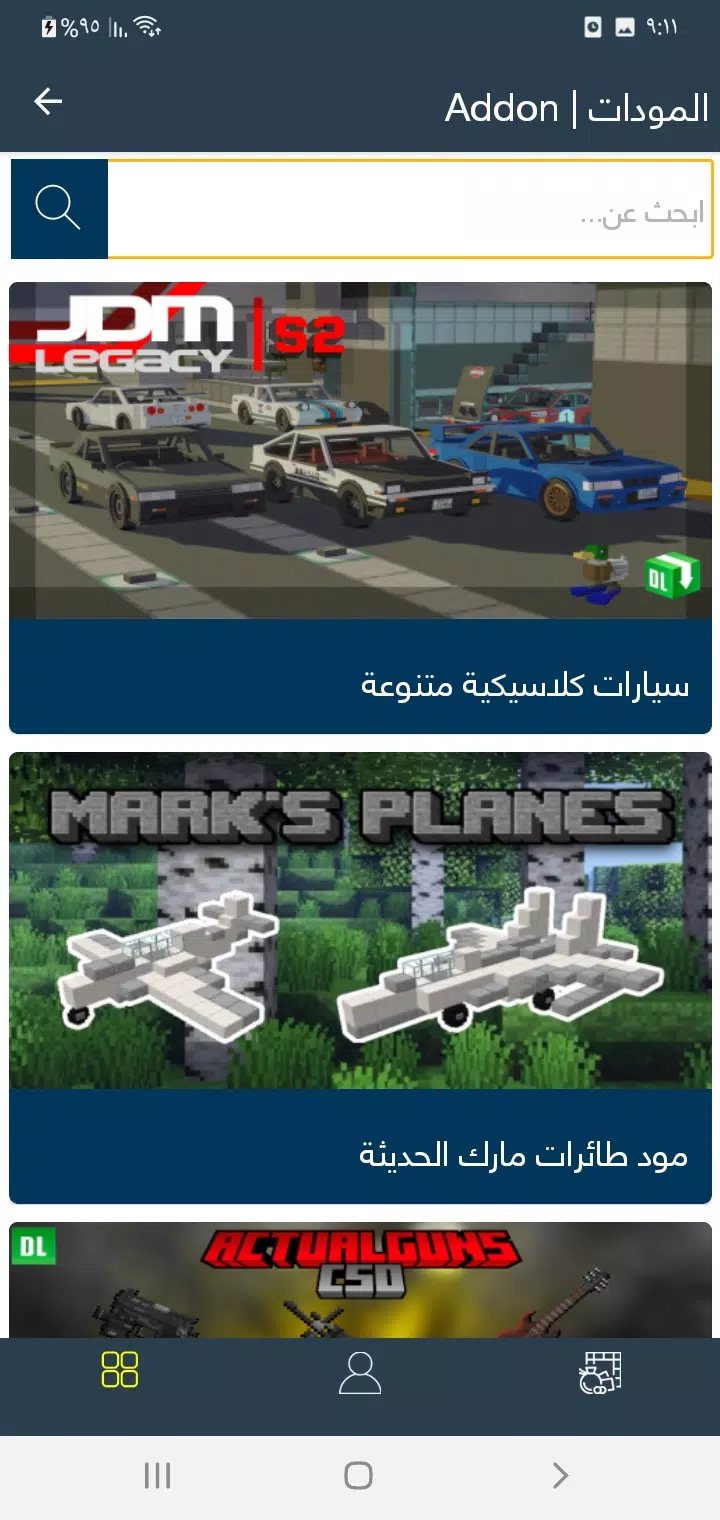 ٩:١١
%٩٥
المودات | Addon
ابحث عن...
JDM
LEGACY | S2
DL
سيارات كلاسيكية متنوعة
MARK'S PLANES
مود طائرات مارك الحديثة
DL
ACTUALGUNS
CSO